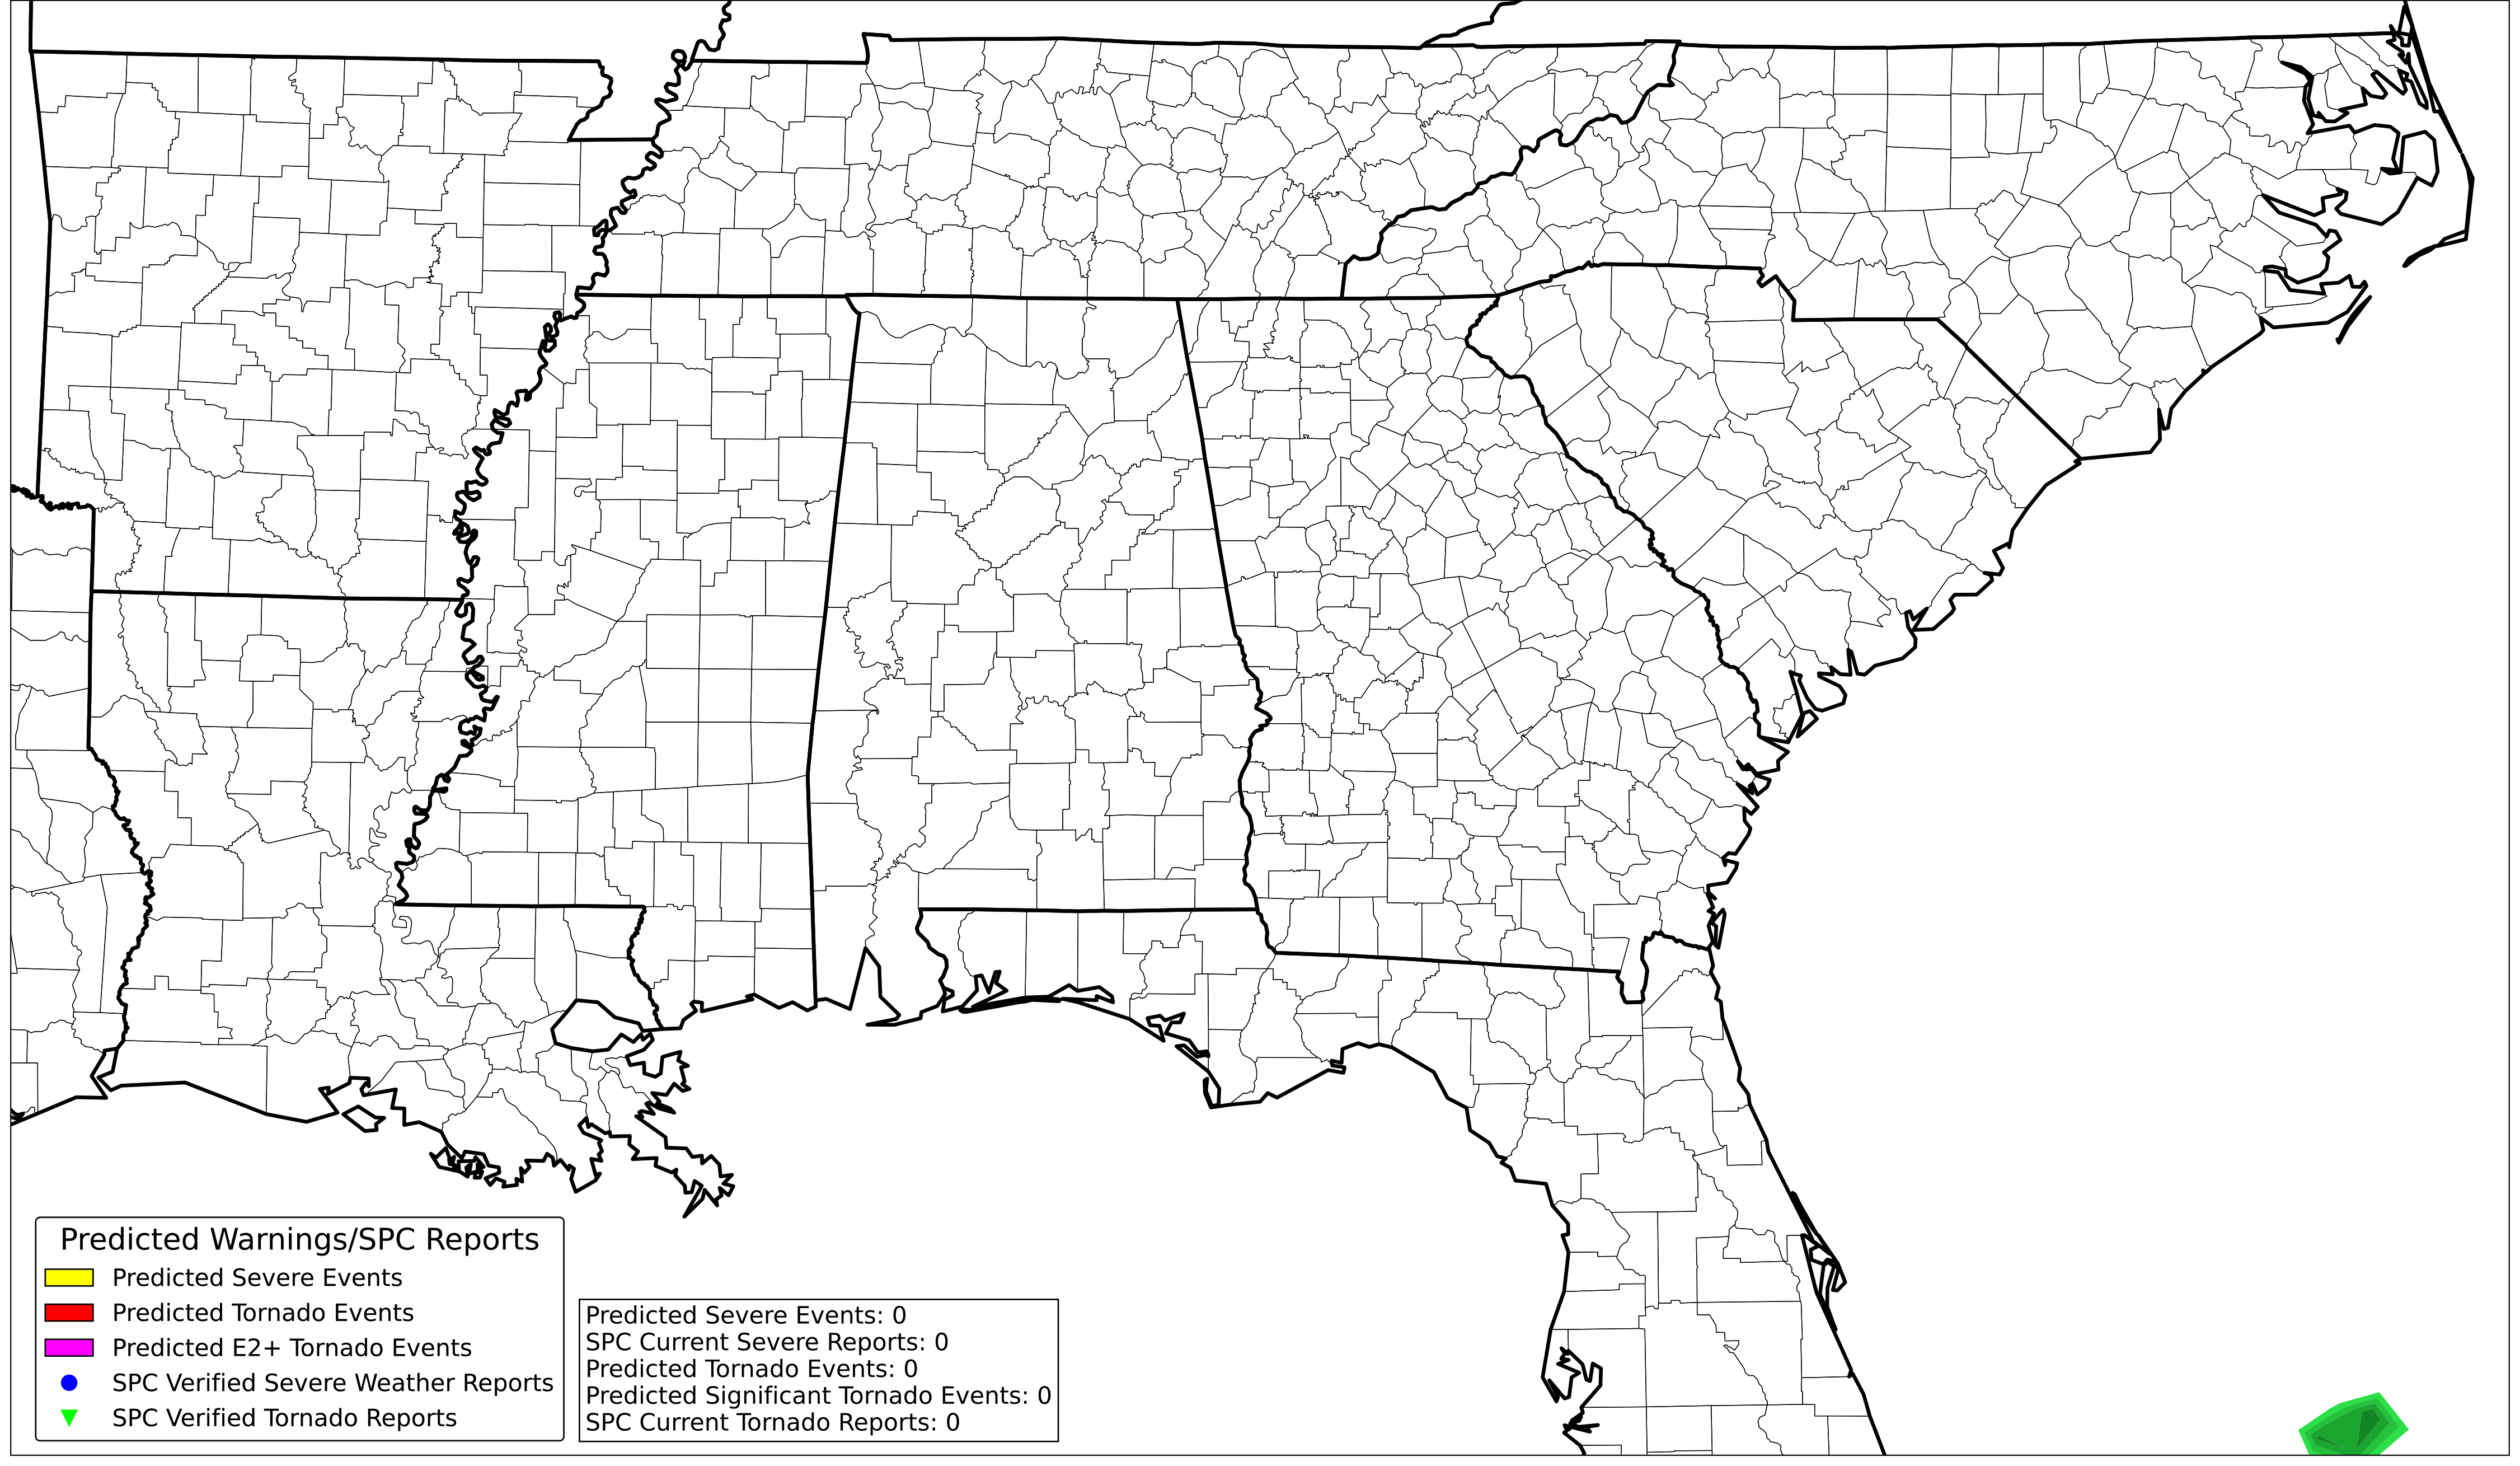 Predicted Warnings/SPC Reports
Predicted Severe Events
Predicted Tornado Events
Predicted E2+ Tornado Events
SPC Verified Severe Weather Reports
SPC Verified Tornado Reports
Predicted Severe Events: 0
SPC Current Severe Reports: 0
Predicted Tornado Events: 0
Predicted Significant Tornado Events: 0
SPC Current Tornado Reports: 0